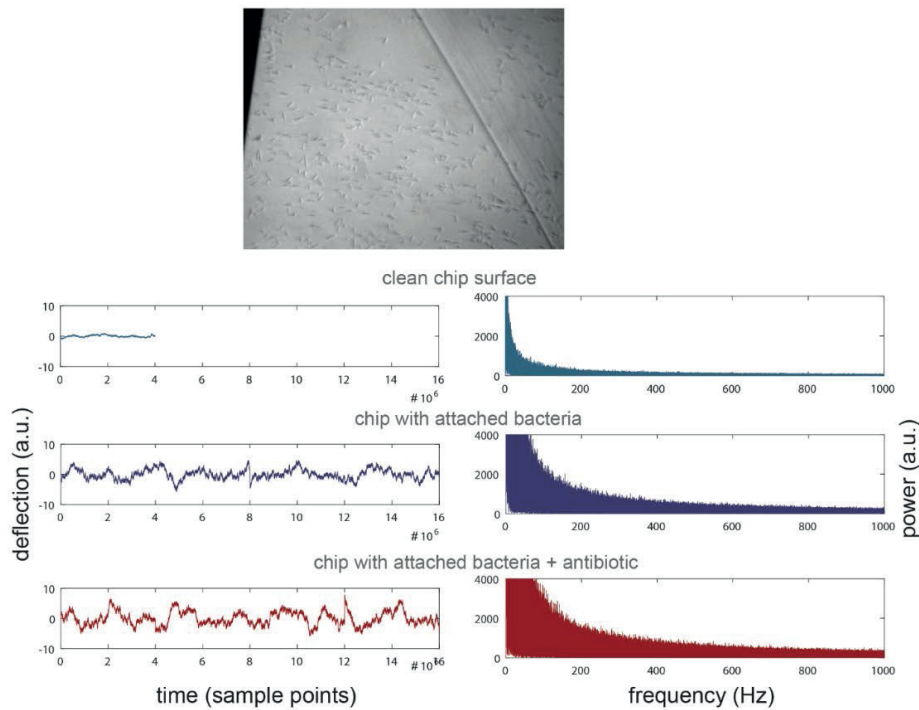 clean chip surface
10
0
-10
0 2 4 6 8 10 12 14 16
# 10^6
4000
2000
0
0 200 400 600 800 1000
chip with attached bacteria
10
0
-10
0 2 4 6 8 10 12 14 16
# 10^6
4000
2000
0
0 200 400 600 800 1000
chip with attached bacteria + antibiotic
10
0
-10
0 2 4 6 8 10 12 14 16
4000
2000
0
0 200 400 600 800 1000
deflection (a.u.)
power (a.u.)
time (sample points)
frequency (Hz)